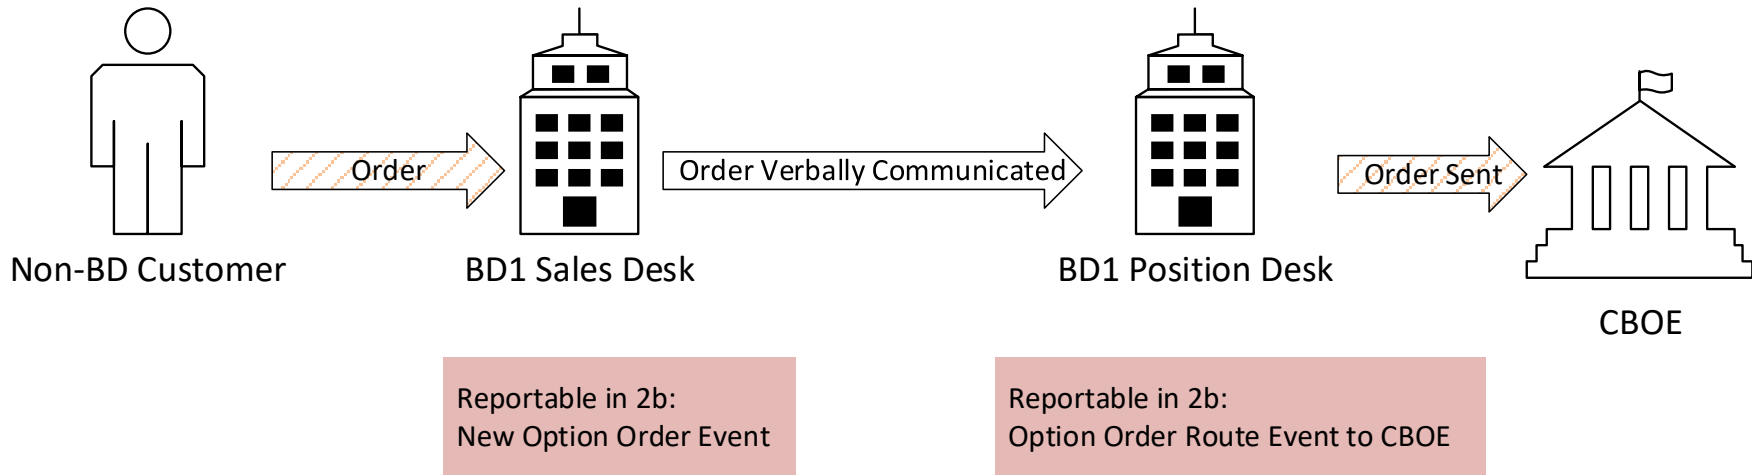 Order
Order Verbally Communicated
Order Sent
Non-BD Customer
BD1 Sales Desk
BD1 Position Desk
CBOE
Reportable in 2b:
New Option Order Event
Reportable in 2b:
Option Order Route Event to CBOE